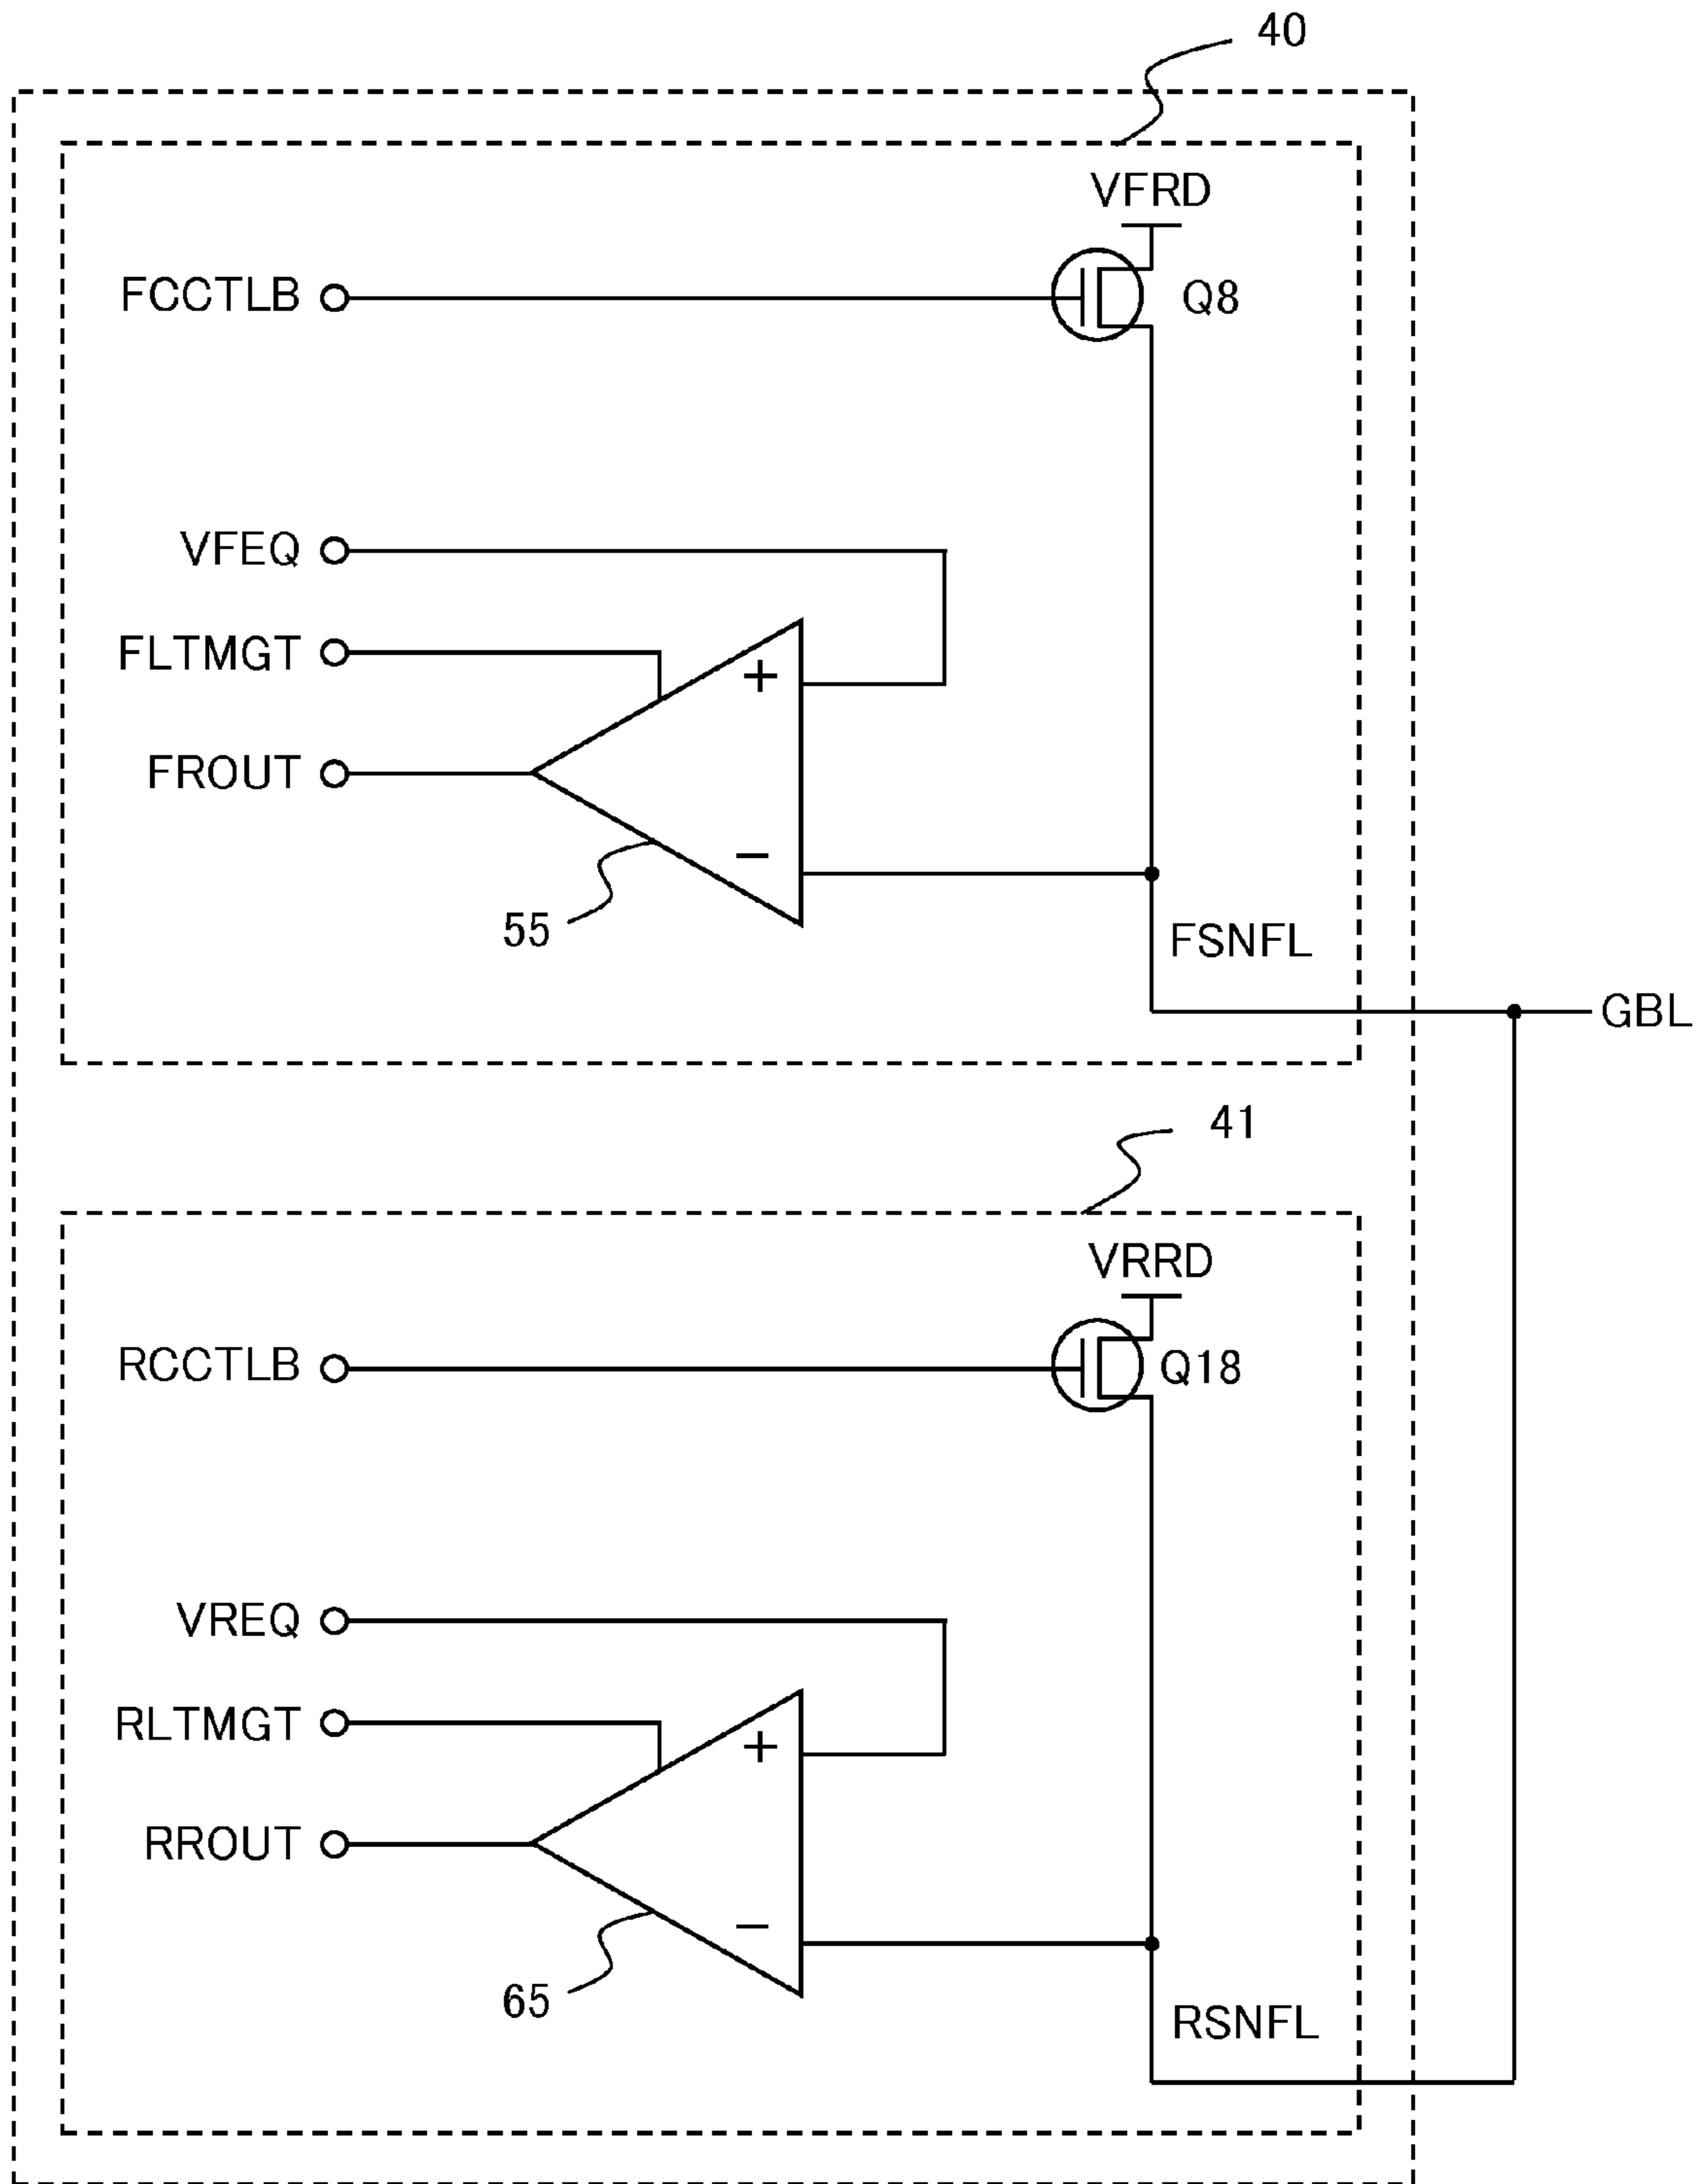 40
VFRD
FCCTLB
Q8
VFEQ
FLTMGT
+
FROUT
−
55
FSNFL
GBL
41
VRRD
RCCTLB
Q18
VREQ
RLTMGT
+
RROUT
−
65
RSNFL